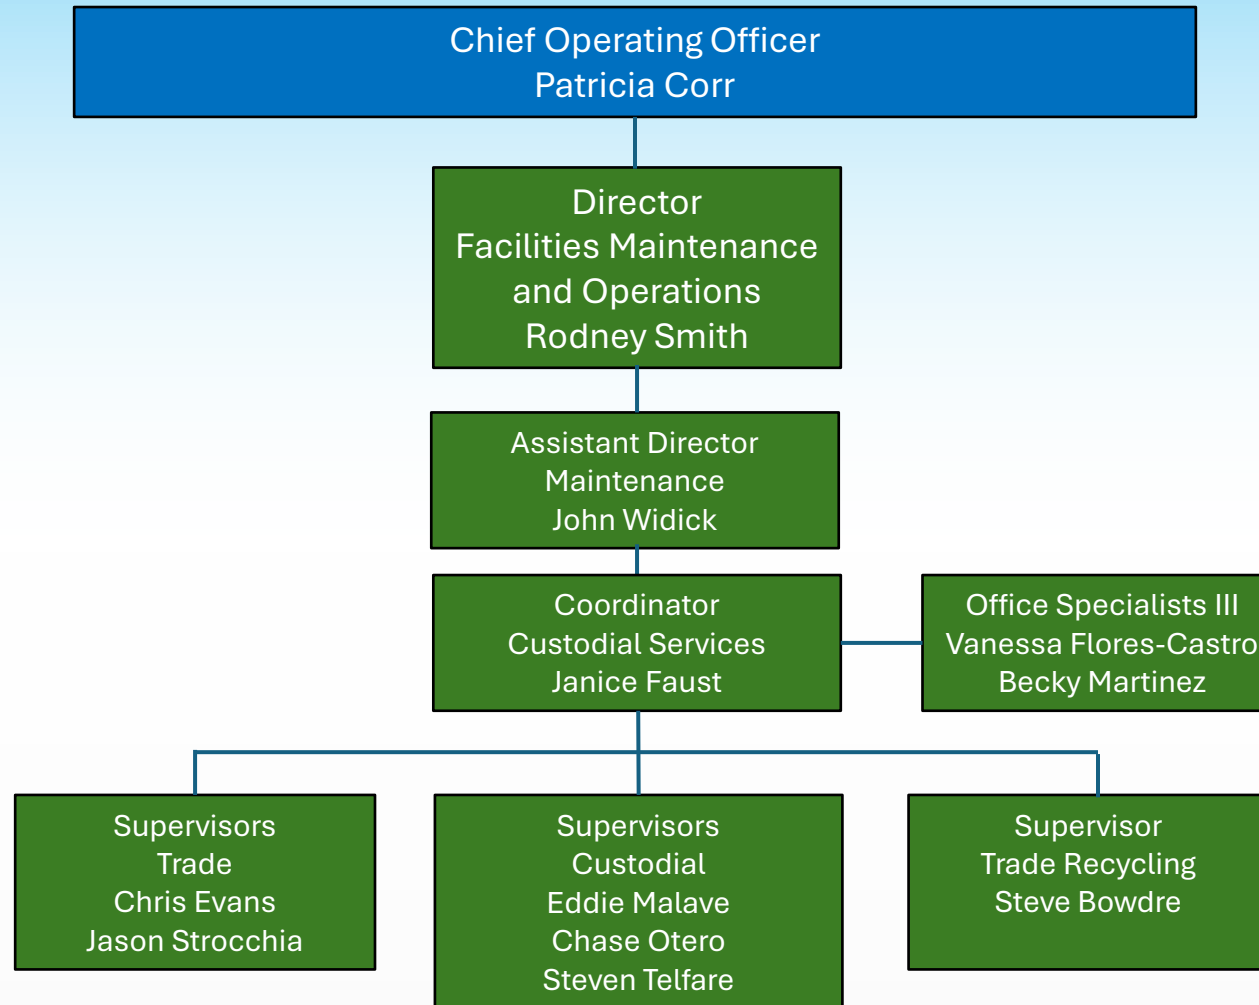 Chief Operating Officer
Patricia Corr
Director
Facilities Maintenance
and Operations
Rodney Smith
Assistant Director
Maintenance
John Widick
Coordinator
Custodial Services
Janice Faust
Office Specialists III
Vanessa Flores-Castro
Becky Martinez
Supervisors
Trade
Chris Evans
Jason Strocchia
Supervisors
Custodial
Eddie Malave
Chase Otero
Steven Telfare
Supervisor
Trade Recycling
Steve Bowdre